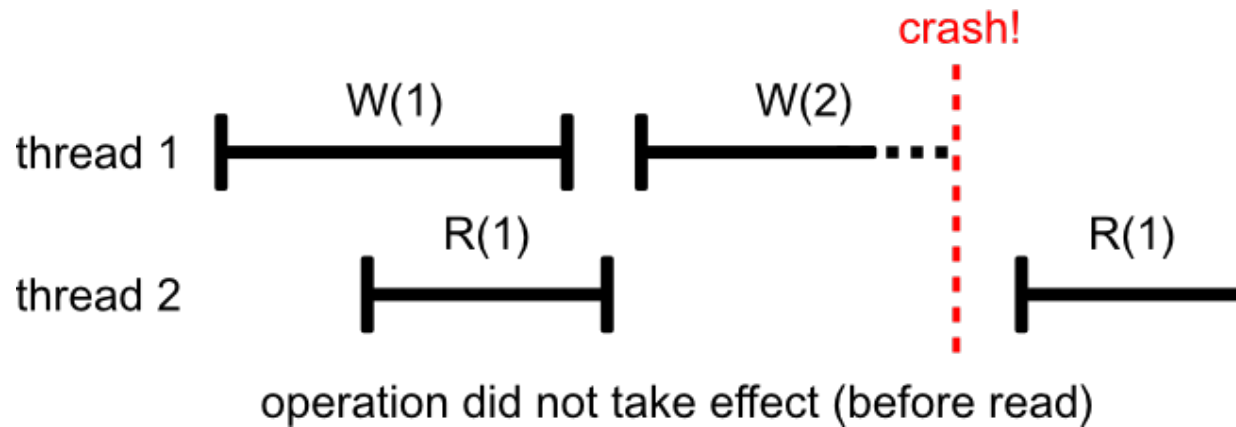 crash!
W(1) W(2)
thread 1
R(1) R(1)
thread 2
operation did not take effect (before read)